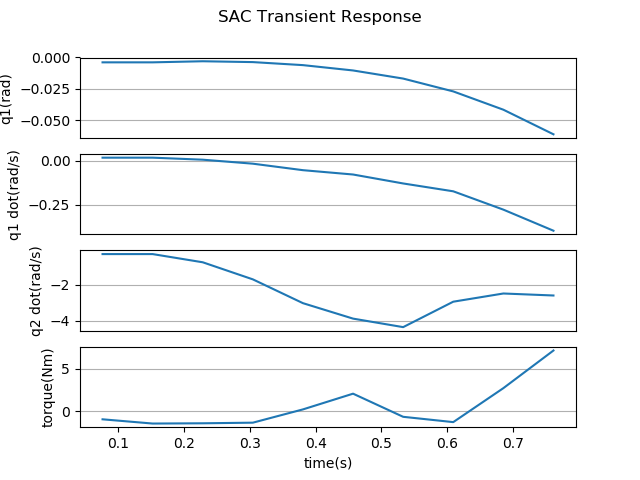 SAC Transient Response
q1(rad)
0.000
−0.025
−0.050
q1 dot(rad/s)
0.00
−0.25
q2 dot(rad/s)
−2
−4
torque(Nm)
5
0
0.1 0.2 0.3 0.4 0.5 0.6 0.7
time(s)